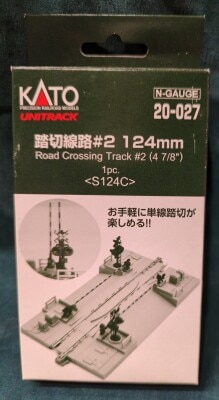 KATO
PRECISION RAILROAD MODELS
UNITRACK
N-GAUGE
20-027
踏切線路#2 124mm
Road Crossing Track #2 (4 7/8")
1pc.
<S124C>
お手軽に単線踏切が
楽しめる!!